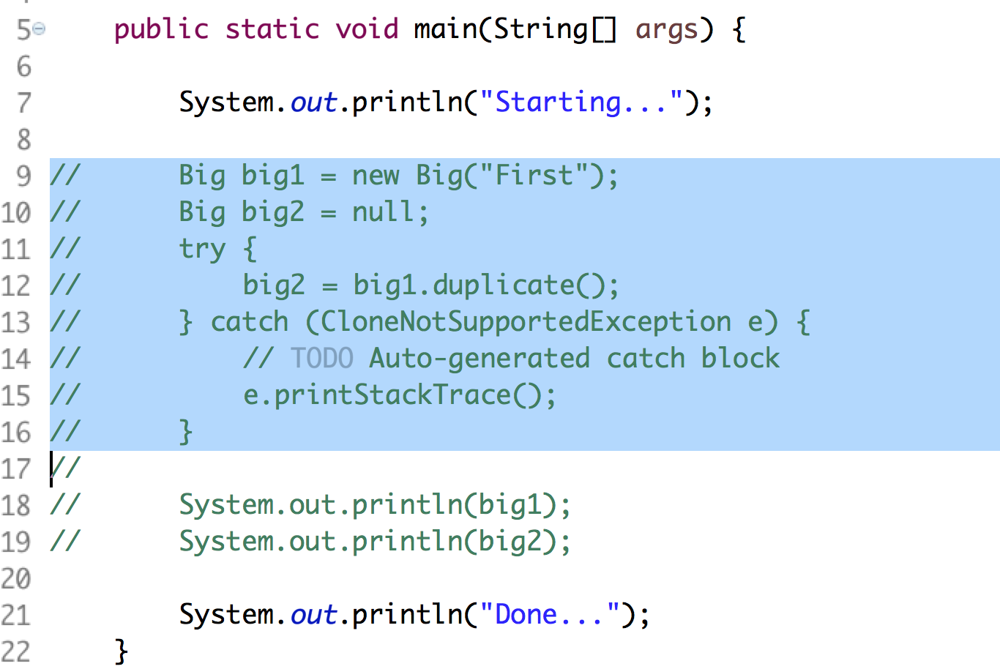 5 public static void main(String[] args) {
6
7 System.out.println("Starting...");
8
9 // Big big1 = new Big("First");
10 // Big big2 = null;
11 // try {
12 // big2 = big1.duplicate();
13 // } catch (CloneNotSupportedException e) {
14 // // TODO Auto-generated catch block
15 // e.printStackTrace();
16 // }
17 //
18 // System.out.println(big1);
19 // System.out.println(big2);
20
21 System.out.println("Done...");
22 }